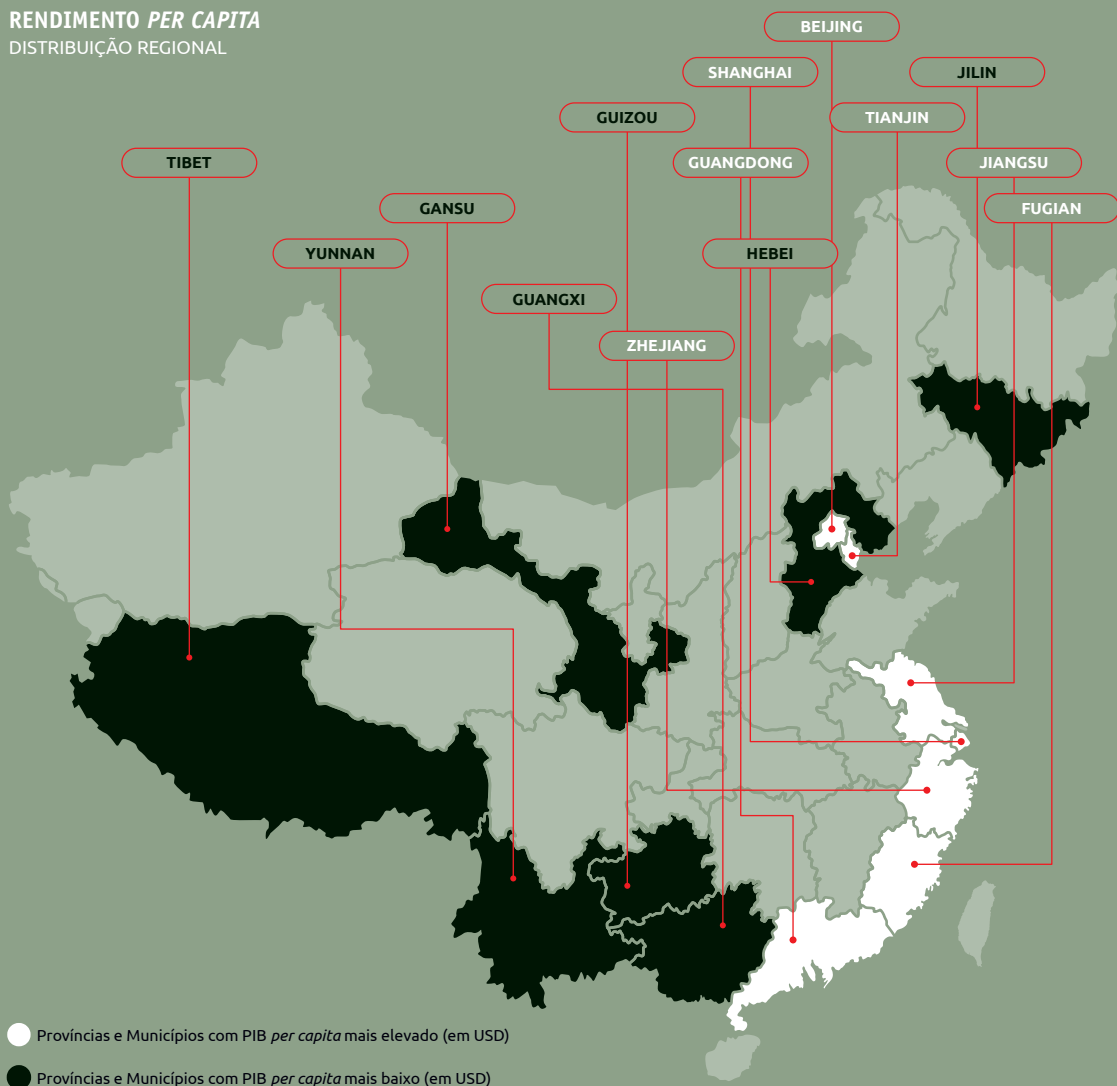 RENDIMENTO PER CAPITA
DISTRIBUIÇÃO REGIONAL
BEIJING
SHANGHAI
JILIN
GUIZOU
TIANJIN
TIBET
GUANGDONG
JIANGSU
GANSU
FUGIAN
YUNNAN
HEBEI
GUANGXI
ZHEJIANG
Províncias e Municípios com PIB per capita mais elevado (em USD)
Províncias e Municípios com PIB per capita mais baixo (em USD)